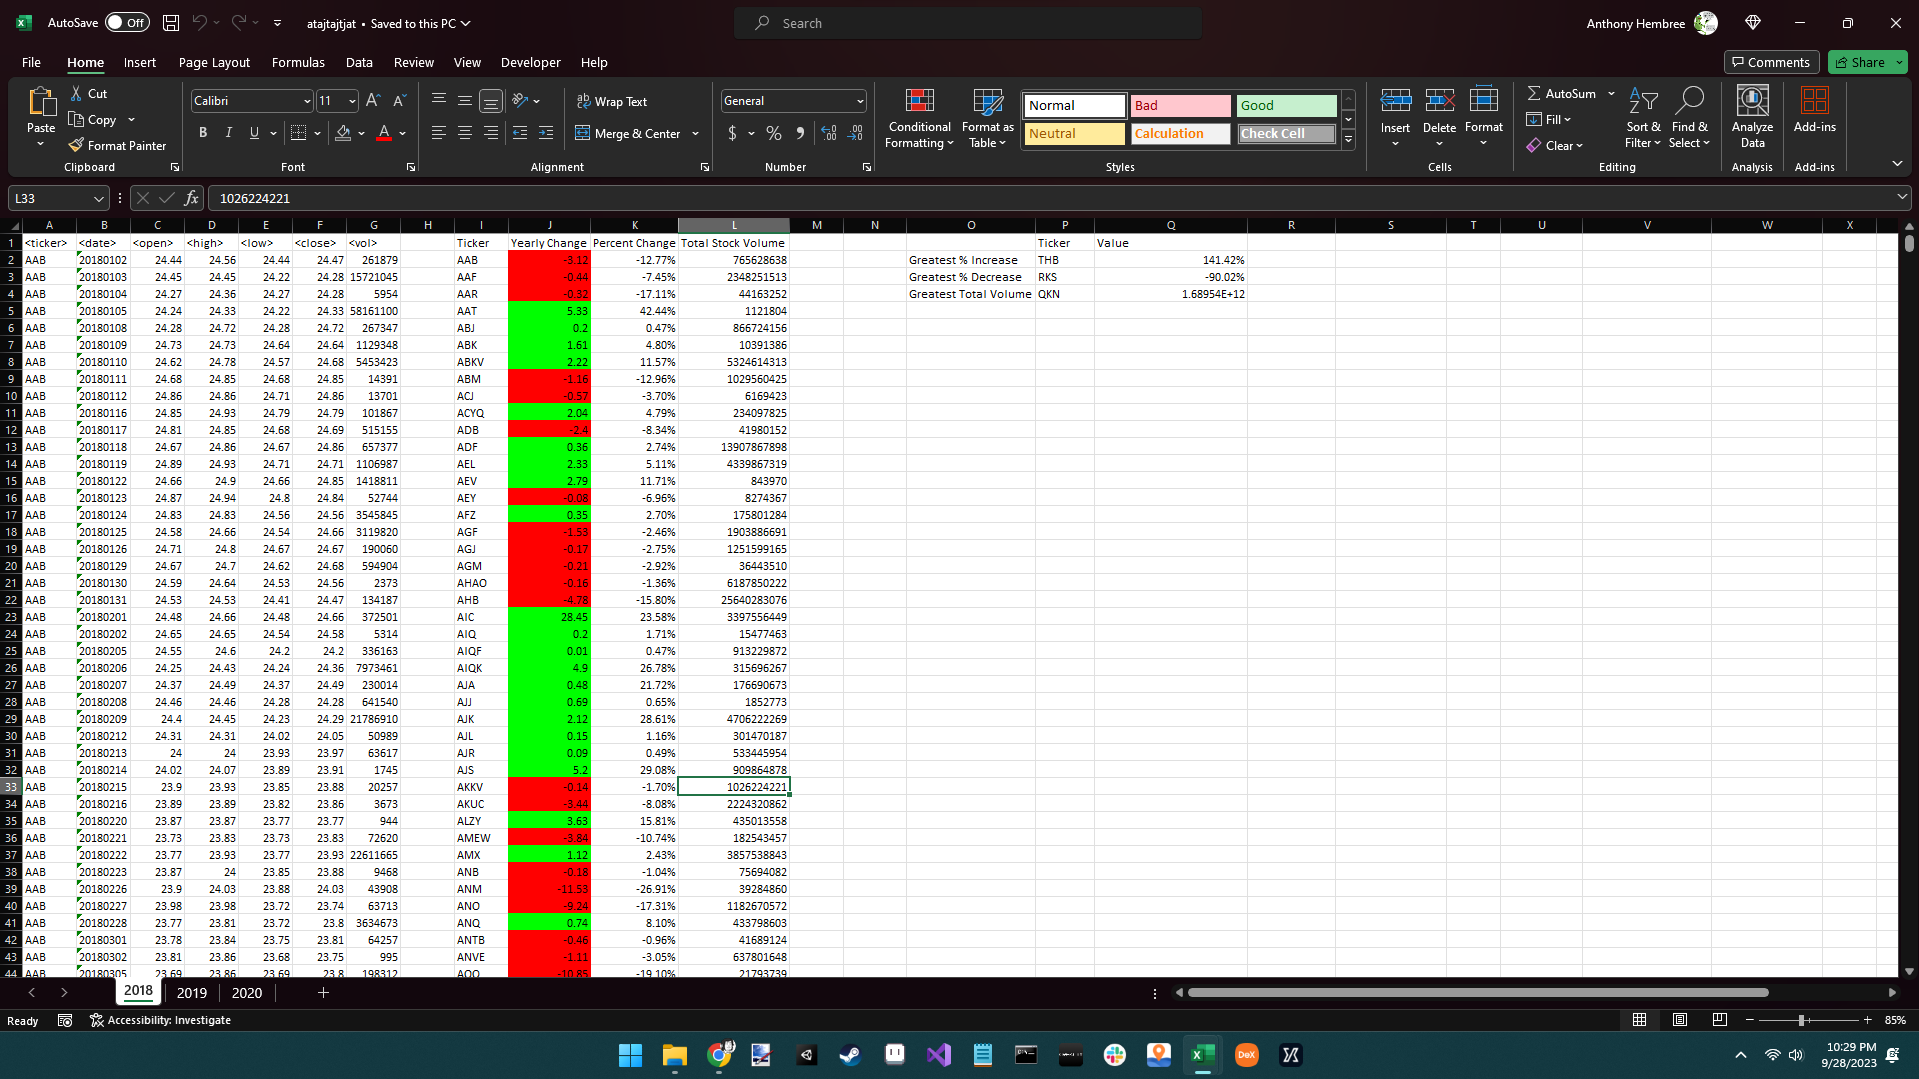 AutoSave Off atajtajtjat • Saved to this PC Search Anthony Hembree
File Home Insert Page Layout Formulas Data Review View Developer Help Comments Share
Paste Cut Copy Format Painter Clipboard
Calibri 11 B I U Font
Wrap Text Merge & Center Alignment
General $ % , Number
Conditional Formatting Format as Table Normal Bad Good Neutral Calculation Check Cell Styles
Insert Delete Format Cells
AutoSum Fill Clear Sort & Filter Find & Select Editing
Analyze Data Analysis Add-ins Add-ins
L33 fx 1026224221
A B C D E F G H I J K L M N O P Q R S T U V W X
1 <ticker> <date> <open> <high> <low> <close> <vol> Ticker Yearly Change Percent Change Total Stock Volume Ticker Value
2 AAB 20180102 24.44 24.56 24.44 24.47 261879 AAB -3.12 -12.77% 765628638 Greatest % Increase THB 141.42%
3 AAB 20180103 24.45 24.45 24.22 24.28 15721045 AAF -0.44 -7.45% 2348251513 Greatest % Decrease RKS -90.02%
4 AAB 20180104 24.27 24.36 24.27 24.28 5954 AAR -0.32 -17.11% 44163252 Greatest Total Volume QKN 1.68954E+12
5 AAB 20180105 24.24 24.33 24.22 24.33 58161100 AAT 5.33 42.44% 1121804
6 AAB 20180108 24.28 24.72 24.28 24.72 267347 ABJ 0.2 0.47% 866724156
7 AAB 20180109 24.73 24.73 24.64 24.64 1129348 ABK 1.61 4.80% 10391386
8 AAB 20180110 24.62 24.78 24.57 24.68 5453423 ABKV 2.22 11.57% 5324614313
9 AAB 20180111 24.68 24.85 24.68 24.85 14391 ABM -1.16 -12.96% 1029560425
10 AAB 20180112 24.86 24.86 24.71 24.86 13701 ACJ -0.57 -3.70% 6169423
11 AAB 20180116 24.85 24.93 24.79 24.79 101867 ACYQ 2.04 4.79% 234097825
12 AAB 20180117 24.81 24.85 24.68 24.69 515155 ADB -2.4 -8.34% 41980152
13 AAB 20180118 24.67 24.86 24.67 24.86 657377 ADF 0.36 2.74% 13907867898
14 AAB 20180119 24.89 24.93 24.71 24.71 1106987 AEL 2.33 5.11% 4339867319
15 AAB 20180122 24.66 24.9 24.66 24.85 1418811 AEV 2.79 11.71% 843970
16 AAB 20180123 24.87 24.94 24.8 24.84 52744 AEY -0.08 -6.96% 8274367
17 AAB 20180124 24.83 24.83 24.56 24.56 3545845 AFZ 0.35 2.70% 175801284
18 AAB 20180125 24.58 24.66 24.54 24.66 3119820 AGF -1.53 -2.46% 1903886691
19 AAB 20180126 24.71 24.8 24.67 24.67 190060 AGJ -0.17 -2.75% 1251599165
20 AAB 20180129 24.67 24.7 24.62 24.68 594904 AGM -0.21 -2.92% 36443510
21 AAB 20180130 24.59 24.64 24.53 24.56 2373 AHAO -0.16 -1.36% 6187850222
22 AAB 20180131 24.53 24.53 24.41 24.47 134187 AHB -4.78 -15.80% 25640283076
23 AAB 20180201 24.48 24.66 24.48 24.66 372501 AIC 28.45 23.58% 3397556449
24 AAB 20180202 24.65 24.65 24.54 24.58 5314 AIQ 0.2 1.71% 15477463
25 AAB 20180205 24.55 24.6 24.2 24.2 336163 AIQF 0.01 0.47% 913229872
26 AAB 20180206 24.25 24.43 24.24 24.36 7973461 AIQK 4.9 26.78% 315696267
27 AAB 20180207 24.37 24.49 24.37 24.49 230014 AJA 0.48 21.72% 176690673
28 AAB 20180208 24.46 24.46 24.28 24.28 641540 AJJ 0.69 0.65% 1852773
29 AAB 20180209 24.4 24.45 24.23 24.29 21786910 AJK 2.12 28.61% 4706222269
30 AAB 20180212 24.31 24.31 24.02 24.05 50989 AJL 0.15 1.16% 301470187
31 AAB 20180213 24 24 23.93 23.97 63617 AJR 0.09 0.49% 533445954
32 AAB 20180214 24.02 24.07 23.89 23.91 1745 AJS 5.2 29.08% 909864878
33 AAB 20180215 23.9 23.93 23.85 23.88 20257 AKKV -0.14 -1.70% 1026224221
34 AAB 20180216 23.89 23.89 23.82 23.86 3673 AKUC -3.44 -8.08% 2224320862
35 AAB 20180220 23.87 23.87 23.77 23.77 944 ALZY 3.63 15.81% 435013558
36 AAB 20180221 23.73 23.83 23.73 23.83 72620 AMEW -3.84 -10.74% 182543457
37 AAB 20180222 23.77 23.93 23.77 23.93 22611665 AMX 1.12 2.43% 3857538843
38 AAB 20180223 23.87 24 23.85 23.88 9468 ANB -0.18 -1.04% 75694082
39 AAB 20180226 23.9 24.03 23.88 24.03 43908 ANM -11.53 -26.91% 39284860
40 AAB 20180227 23.98 23.98 23.72 23.74 63713 ANO -9.24 -17.31% 1182670572
41 AAB 20180228 23.77 23.81 23.72 23.8 3634673 ANQ 0.74 8.10% 433798603
42 AAB 20180301 23.78 23.84 23.75 23.81 64257 ANTB -0.46 -0.96% 41689124
43 AAB 20180302 23.81 23.86 23.68 23.75 995 ANVE -1.11 -3.05% 637801648
44 AAB 20180305 23.69 23.86 23.69 23.8 198312 AOO -10.85 -19.10% 21793739
2018 2019 2020 +
Ready Accessibility: Investigate 85%
DeX
10:29 PM
9/28/2023